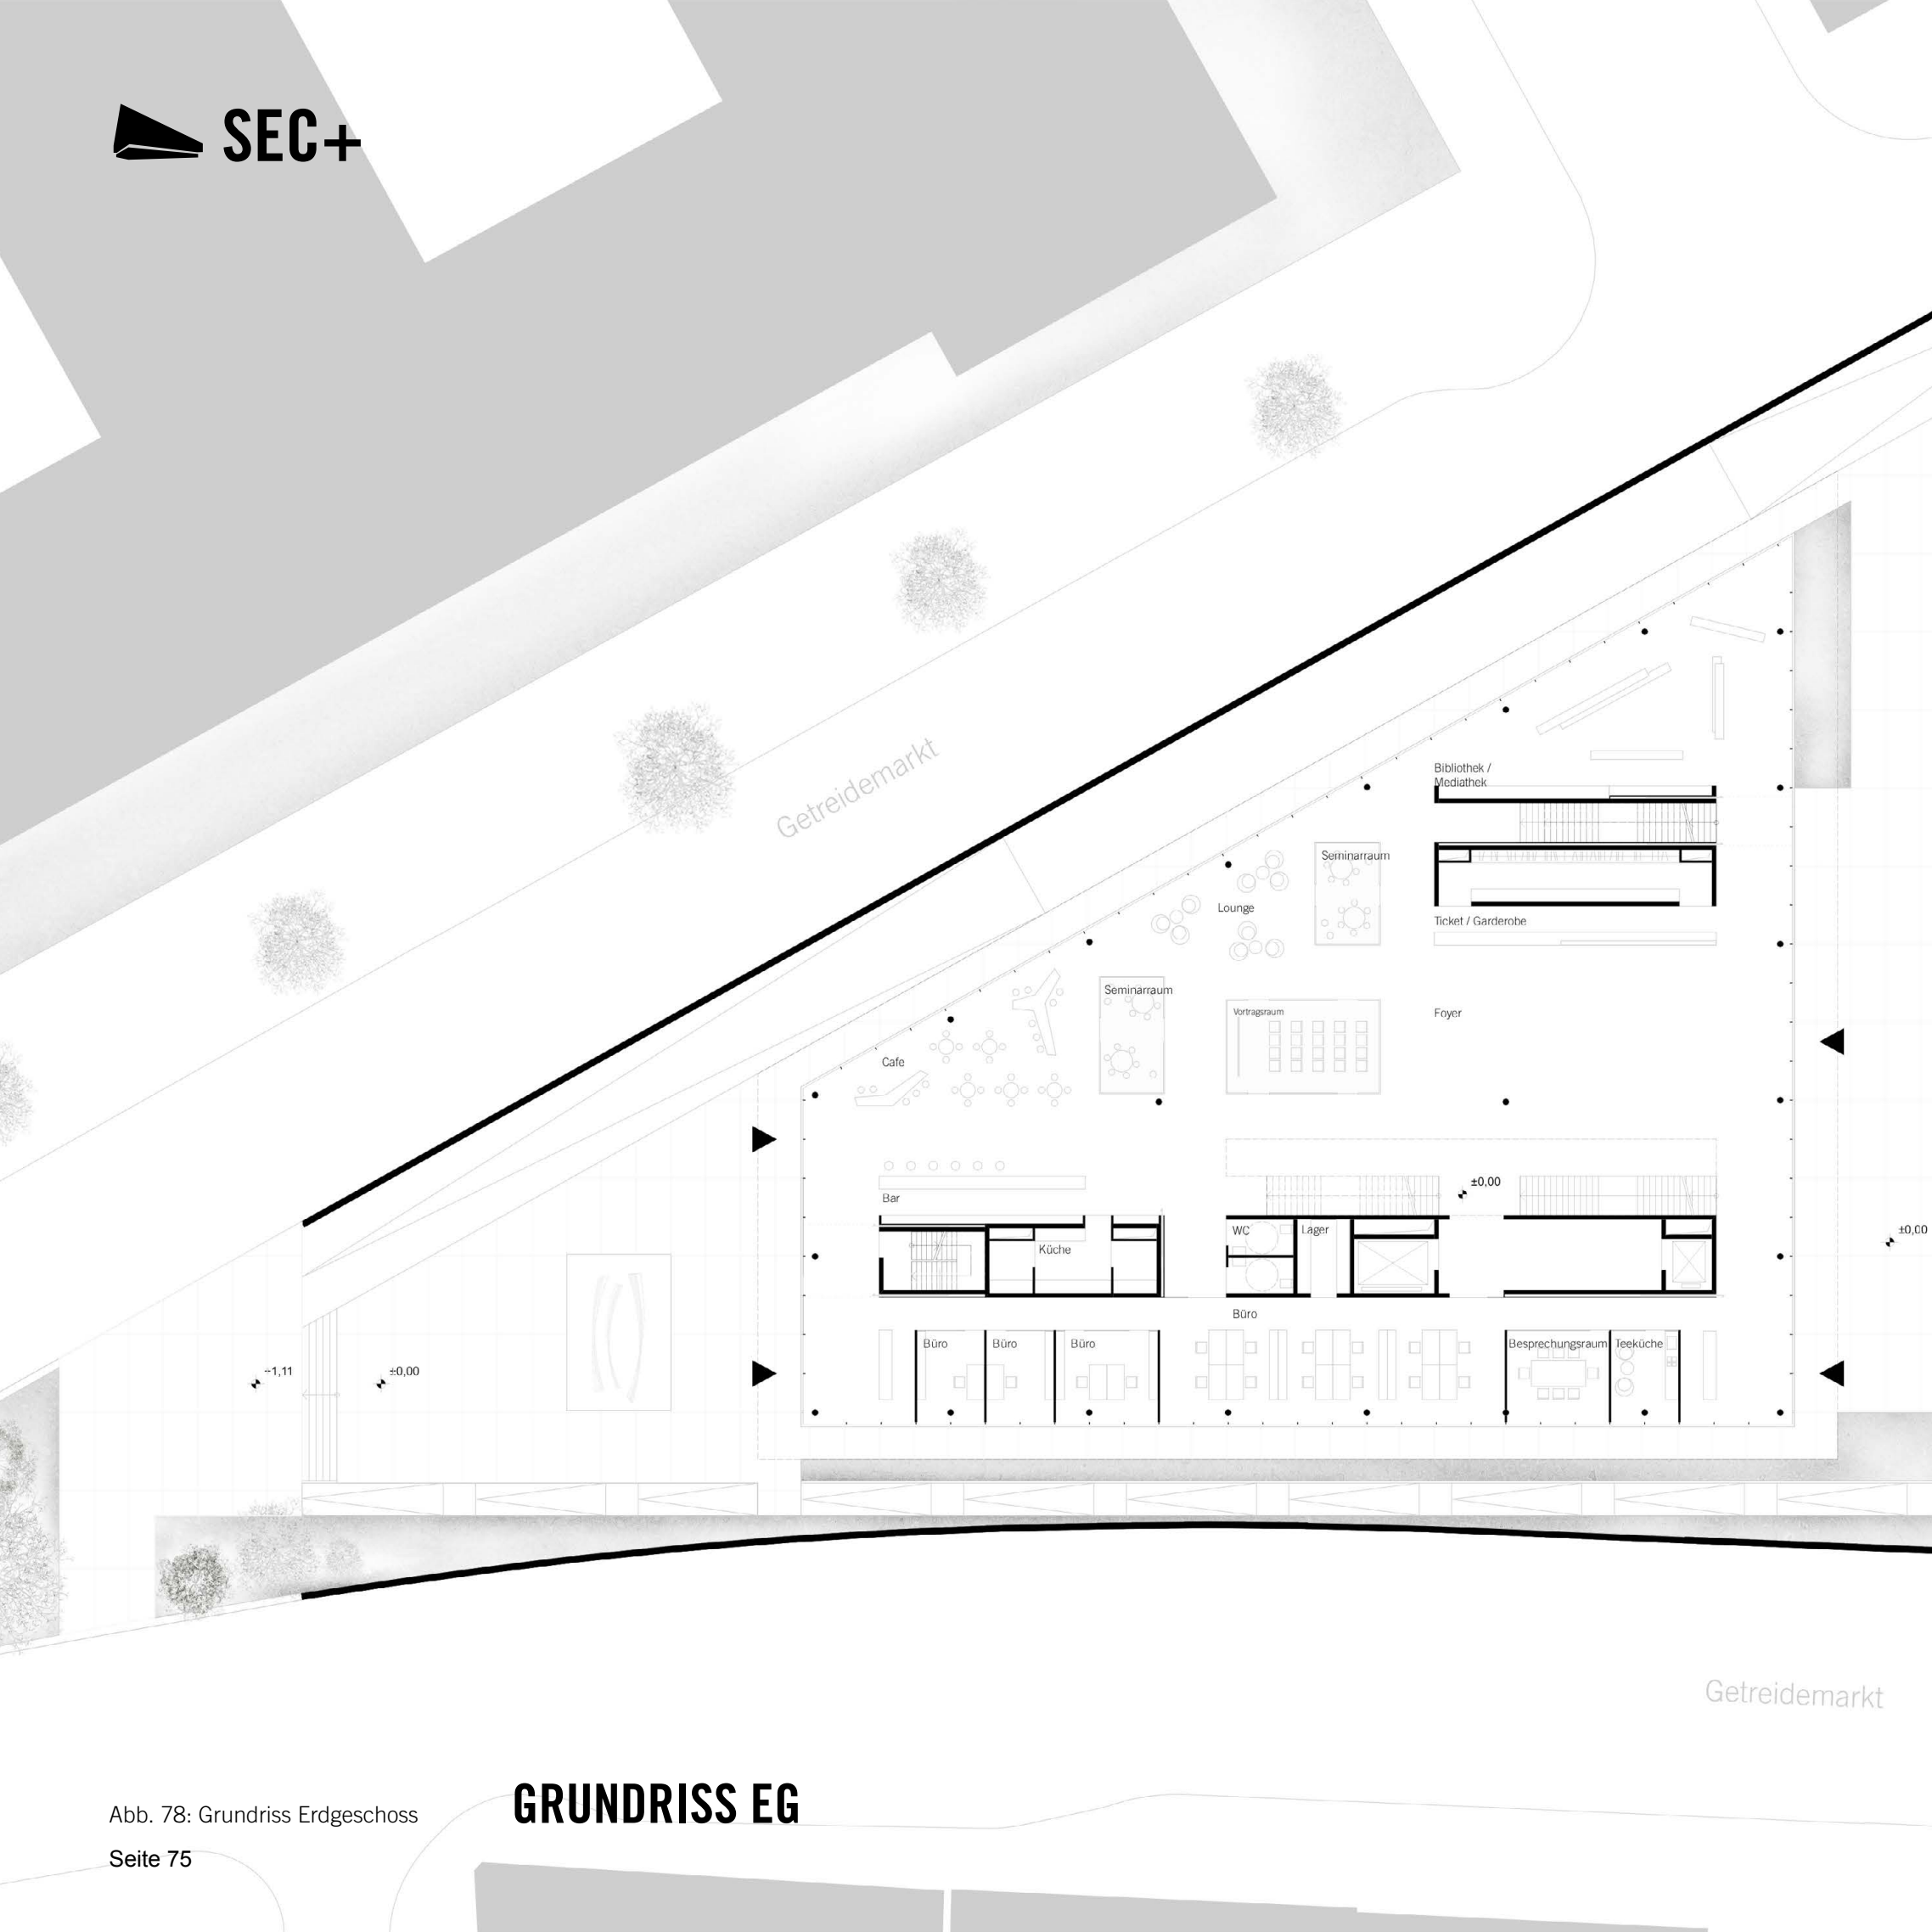 SEC+
Getreidemarkt
Bibliothek /
Mediathek
Seminarraum
Lounge
Ticket / Garderobe
Seminarraum
Vortragsraum
Foyer
Cafe
±0,00
Bar
WC
Lager
±0,00
Küche
Büro
Büro
Büro
Büro
Besprechungsraum
Teeküche
-1,11
±0,00
Getreidemarkt
GRUNDRISS EG
Abb. 78: Grundriss Erdgeschoss
Seite 75